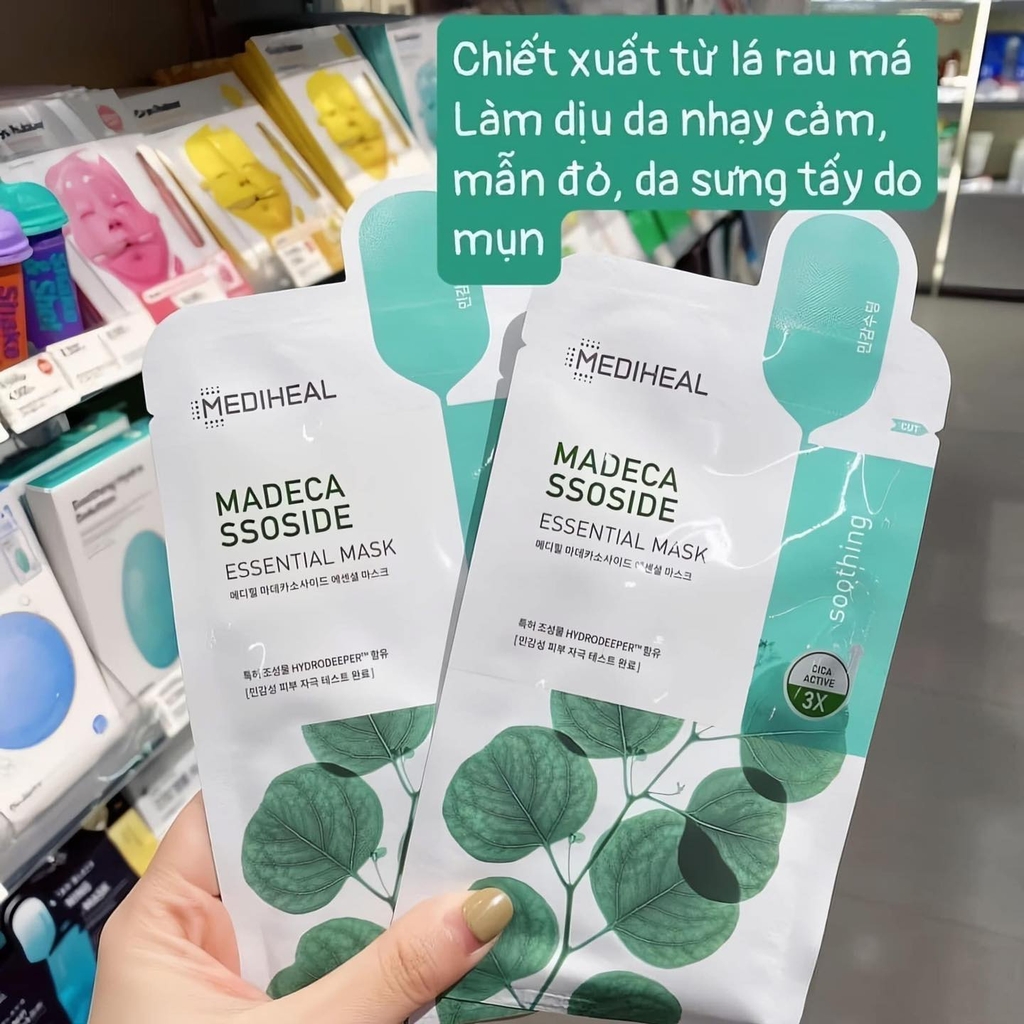 Chiết xuất từ lá rau má
Làm dịu da nhạy cảm,
mẫn đỏ, da sưng tấy do
mụn
MEDIHEAL
MADECA
SSOSIDE
ESSENTIAL MASK
메디힐 마데카소사이드 에센셜 마스크
특허 조성물 HYDRODEEPER™ 함유
[민감성 피부 자극 테스트 완료]
MEDIHEAL
MADECA
SSOSIDE
ESSENTIAL MASK
메디힐 마데카소사이드 에센셜 마스크
특허 조성물 HYDRODEEPER™ 함유
[민감성 피부 자극 테스트 완료]
민감수딩
CUT
soothing
CICA
ACTIVE
3X
Shake